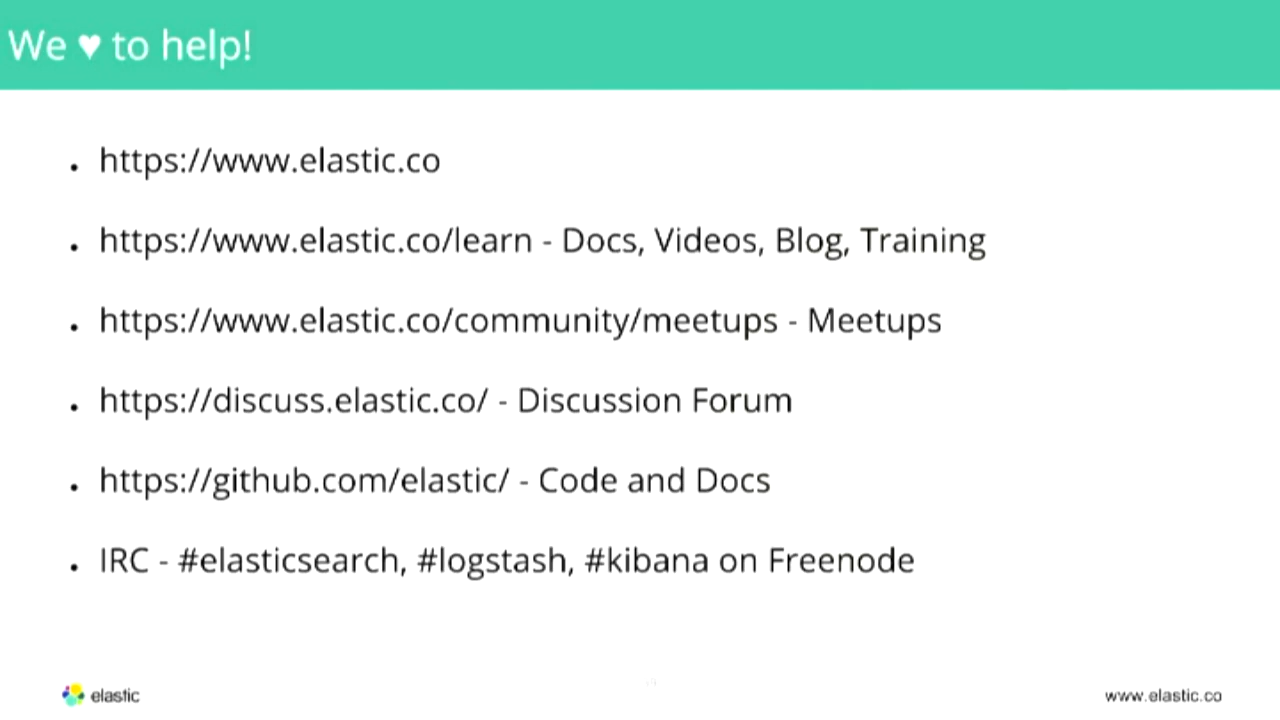 We ♥ to help!
• https://www.elastic.co
• https://www.elastic.co/learn - Docs, Videos, Blog, Training
• https://www.elastic.co/community/meetups - Meetups
• https://discuss.elastic.co/ - Discussion Forum
• https://github.com/elastic/ - Code and Docs
• IRC - #elasticsearch, #logstash, #kibana on Freenode
elastic
www.elastic.co